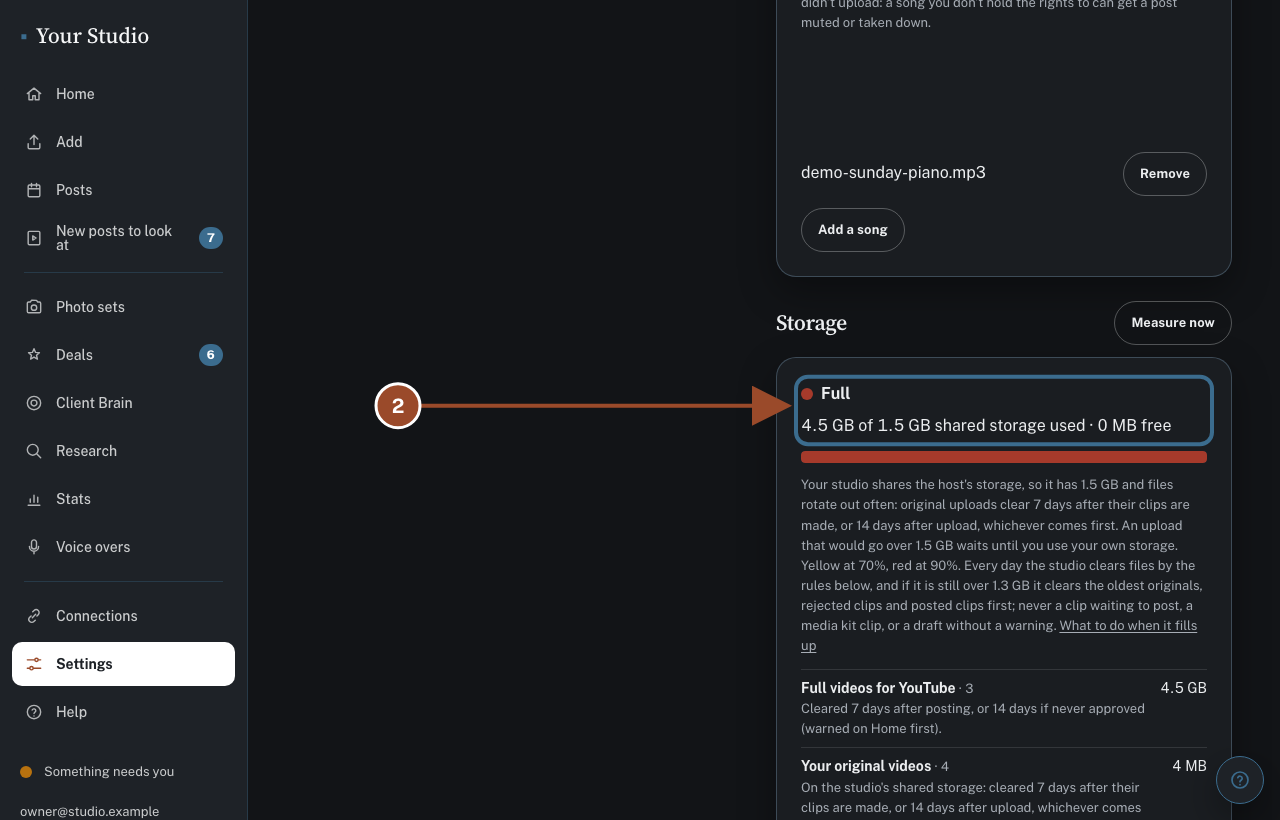 Your Studio
Home
Add
Posts
New posts to look
at
7
Photo sets
Deals
6
Client Brain
Research
Stats
Voice overs
Connections
Settings
Help
Something needs you
owner@studio.example
didn't upload: a song you don't hold the rights to can get a post
muted or taken down.
demo-sunday-piano.mp3
Remove
Add a song
Storage
Measure now
2
Full
4.5 GB of 1.5 GB shared storage used · 0 MB free
Your studio shares the host's storage, so it has 1.5 GB and files
rotate out often: original uploads clear 7 days after their clips are
made, or 14 days after upload, whichever comes first. An upload
that would go over 1.5 GB waits until you use your own storage.
Yellow at 70%, red at 90%. Every day the studio clears files by the
rules below, and if it is still over 1.3 GB it clears the oldest originals,
rejected clips and posted clips first; never a clip waiting to post, a
media kit clip, or a draft without a warning. What to do when it fills
up
Full videos for YouTube · 3
4.5 GB
Cleared 7 days after posting, or 14 days if never approved
(warned on Home first).
Your original videos · 4
4 MB
On the studio's shared storage: cleared 7 days after their
clips are made, or 14 days after upload, whichever comes